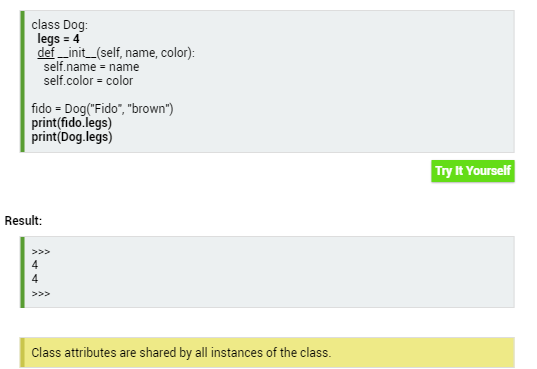 class Dog:
legs = 4
def __init__(self, name, color):
self.name = name
self.color = color
fido = Dog("Fido", "brown")
print(fido.legs)
print(Dog.legs)
Try It Yourself
Result:
>>>
4
4
>>>
Class attributes are shared by all instances of the class.